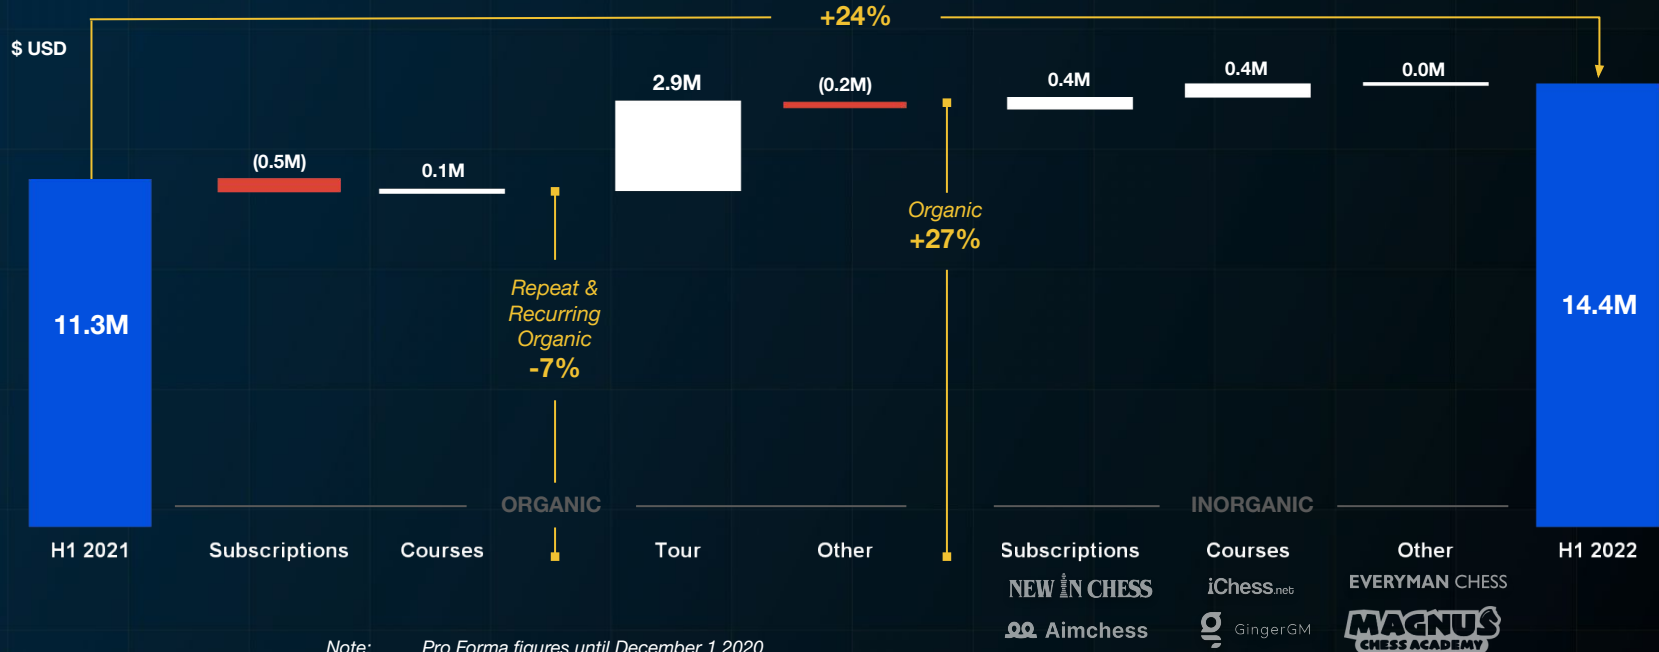 +24%
$ USD
2.9M
(0.2M)
0.4M
0.4M
0.0M
(0.5M)
0.1M
Organic
+27%
Repeat &
Recurring
Organic
-7%
11.3M
14.4M
ORGANIC
INORGANIC
H1 2021
Subscriptions
Courses
Tour
Other
Subscriptions
Courses
Other
H1 2022
NEW IN CHESS
iChess.net
EVERYMAN CHESS
Aimchess
GingerGM
MAGNUS
CHESS ACADEMY
Note: Pro Forma figures until December 1 2020